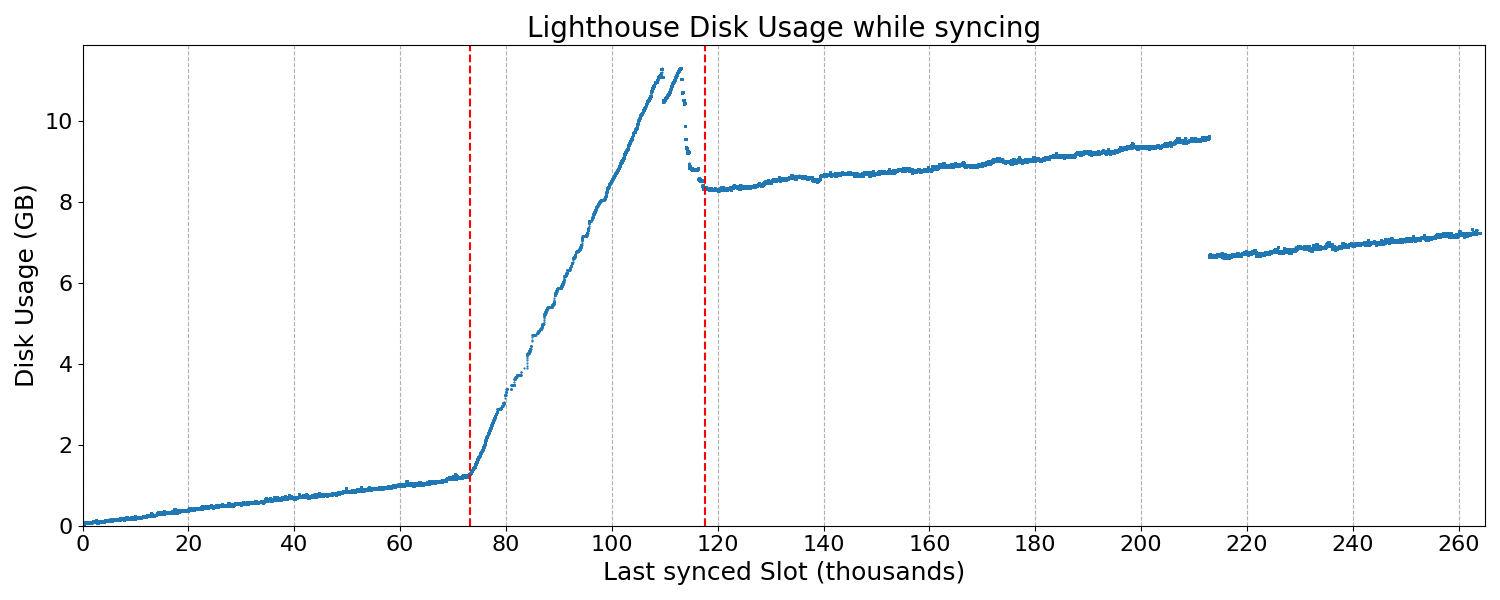 Lighthouse Disk Usage while syncing
Disk Usage (GB)
10
8
6
4
2
0
0 20 40 60 80 100 120 140 160 180 200 220 240 260
Last synced Slot (thousands)